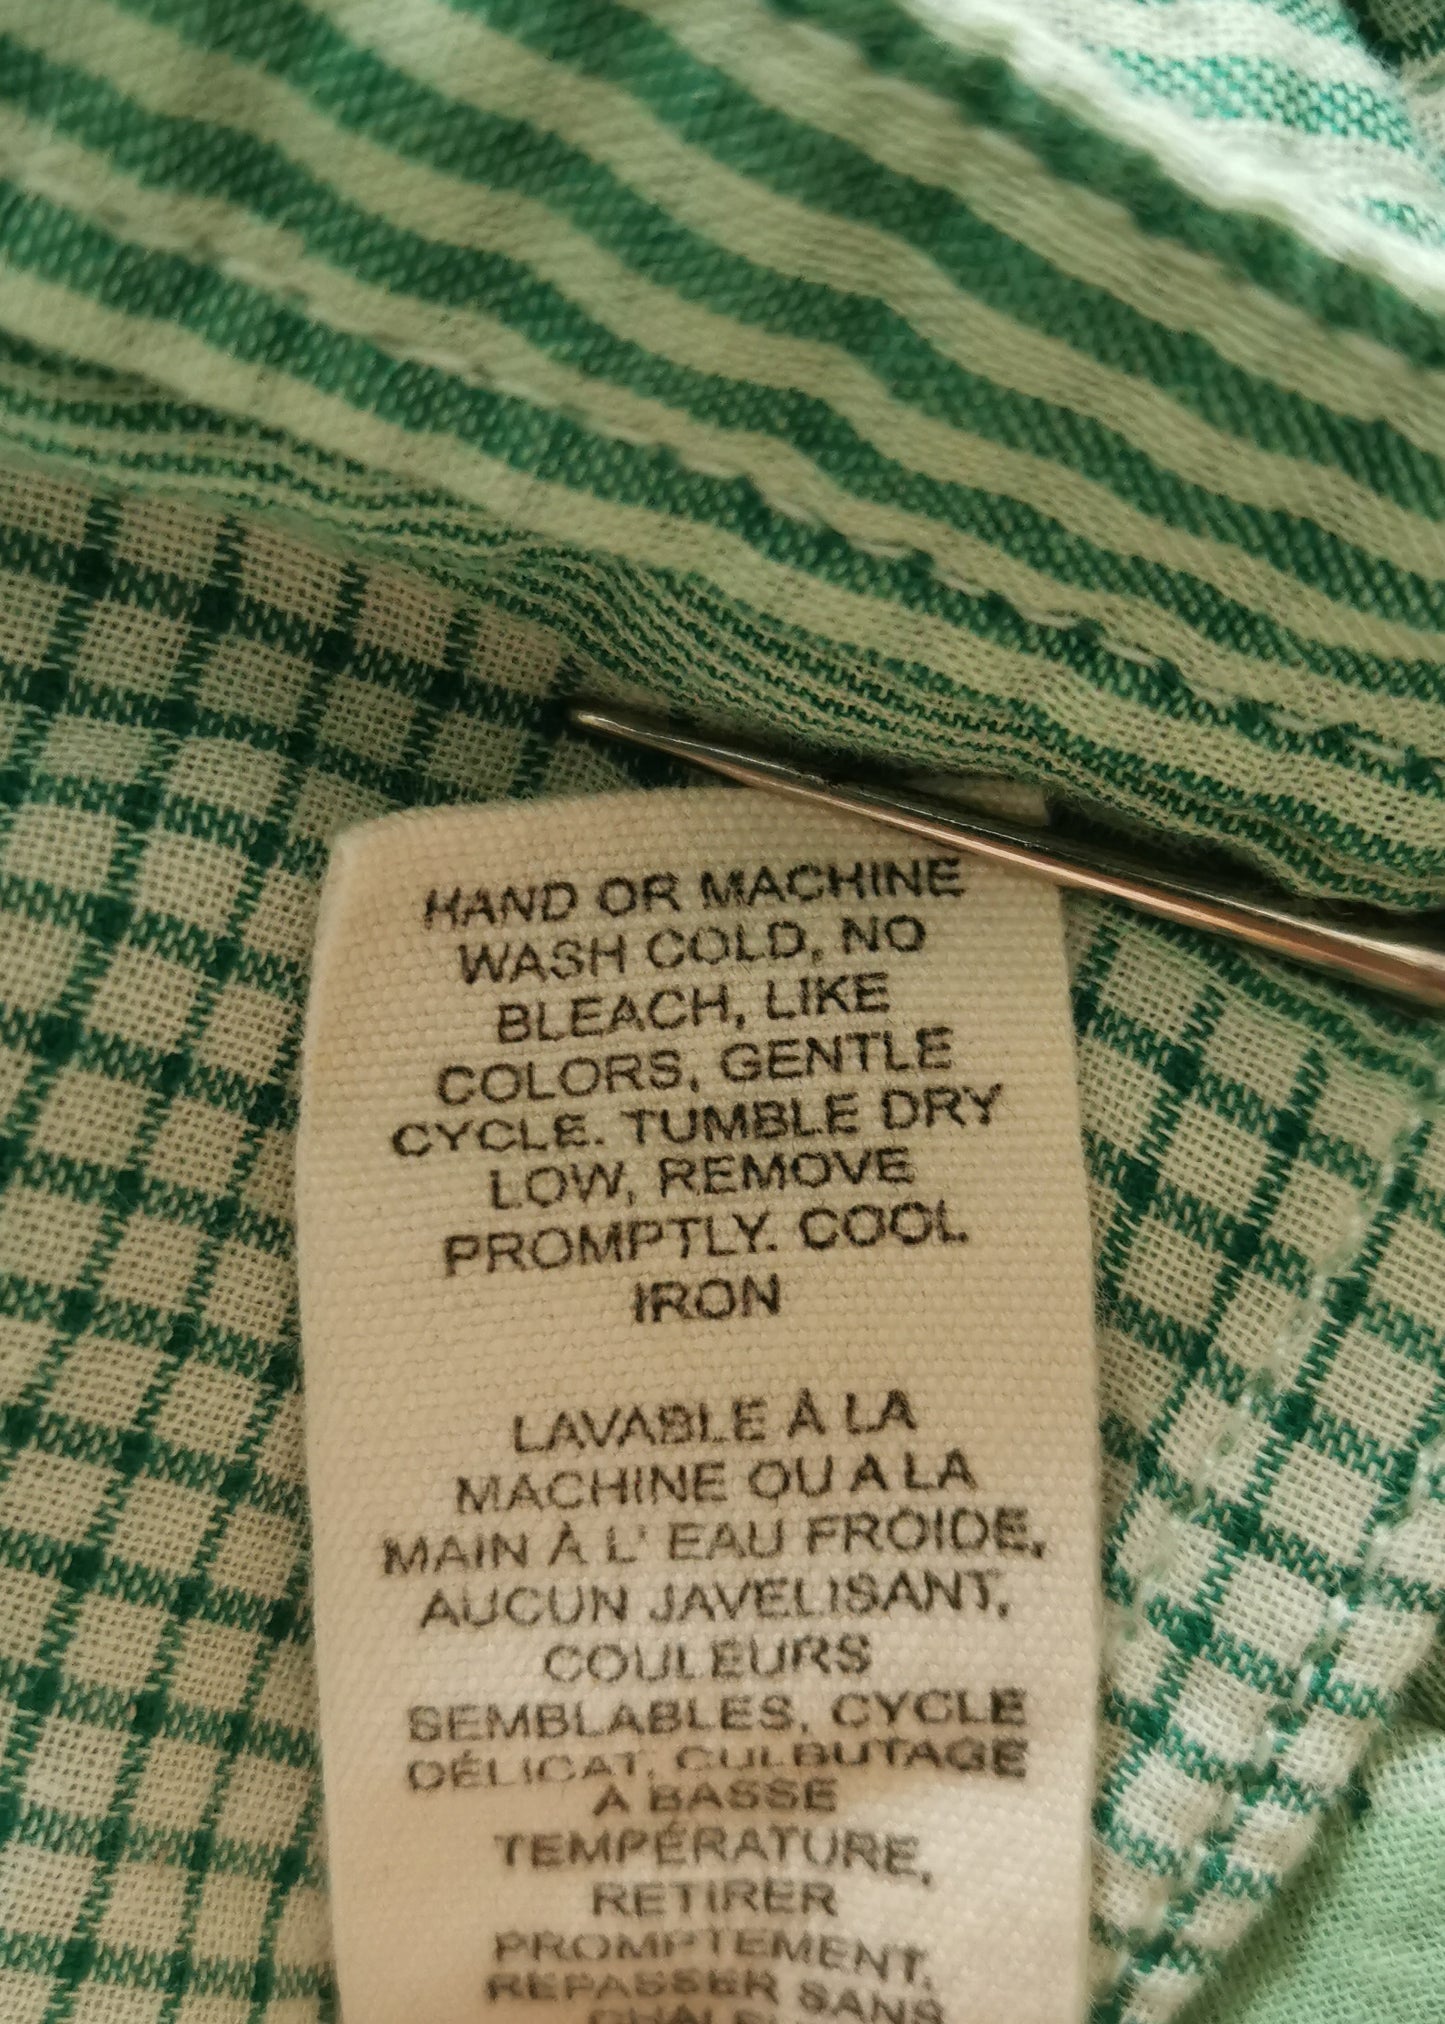 HAND OR MACHINE
WASH COLD, NO
BLEACH, LIKE
COLORS, GENTLE
CYCLE. TUMBLE DRY
LOW, REMOVE
PROMPTLY. COOL
IRON
LAVABLE À LA
MACHINE OU A LA
MAIN À L' EAU FROIDE,
AUCUN JAVELISANT,
COULEURS
SEMBLABLES, CYCLE
DÉLICAT, CULBUTAGE
A BASSE
TEMPÉRATURE,
RETIRER
PROMPTEMENT,
REPASSER SANS